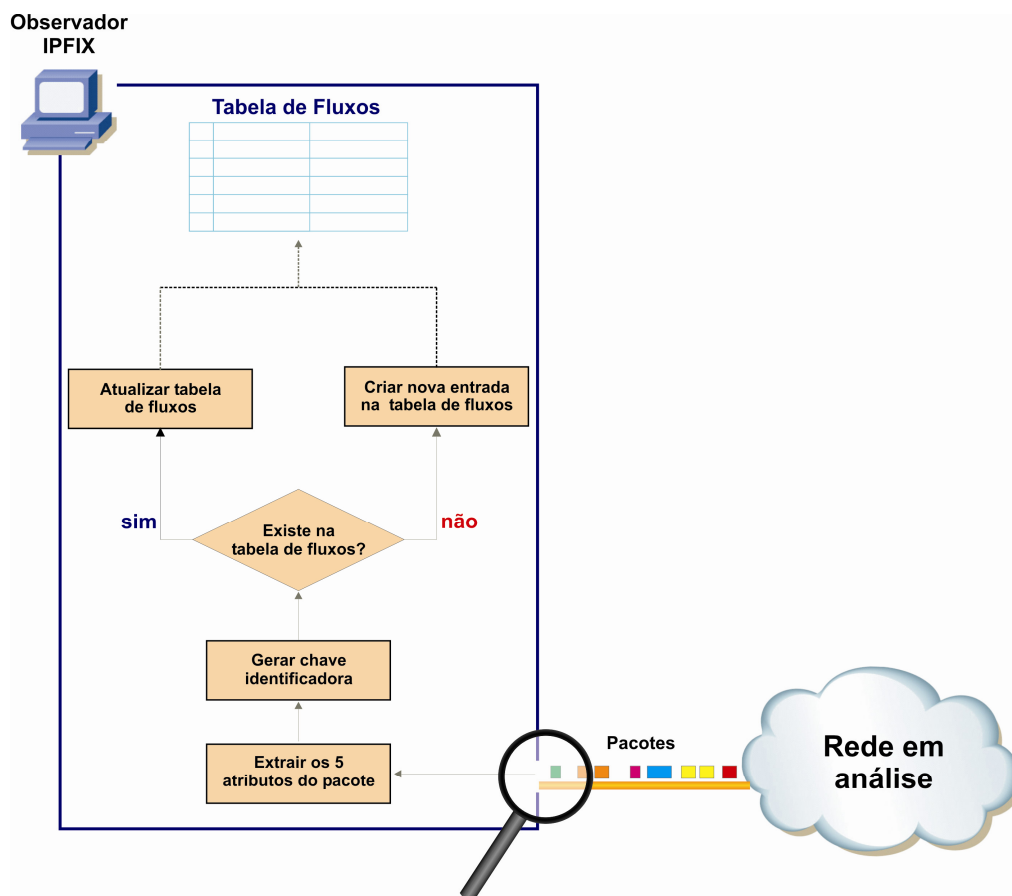 Observador
IPFIX
Tabela de Fluxos
Atualizar tabela
de fluxos
Criar nova entrada
na tabela de fluxos
sim
Existe na
tabela de fluxos?
não
Gerar chave
identificadora
Extrair os 5
atributos do pacote
Pacotes
Rede em
análise